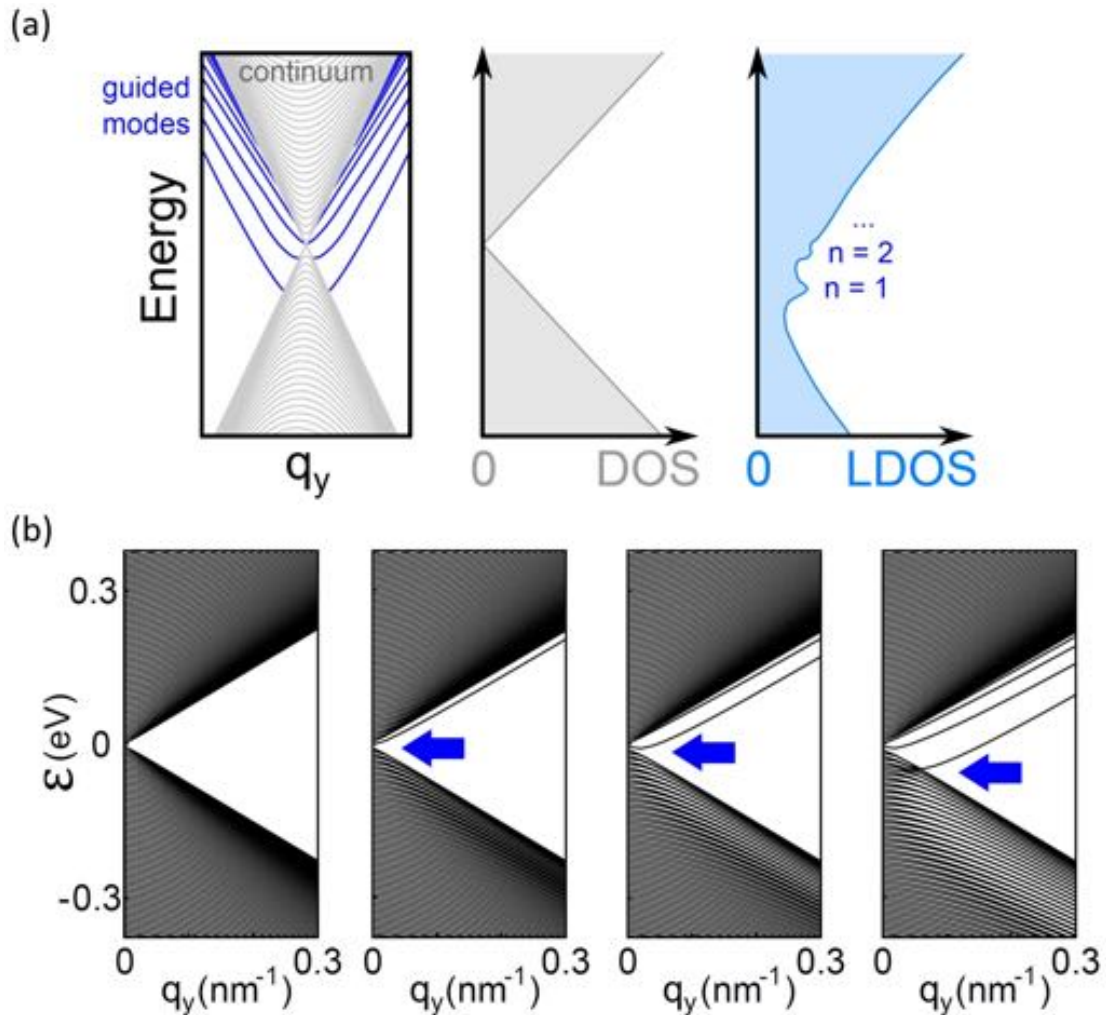 (a)
continuum
guided
modes
Energy
q_y
0 DOS
0 LDOS
...
n = 2
n = 1
(b)
ε(eV)
0.3
0
-0.3
0 0.3 0 0.3 0 0.3 0 0.3
q_y(nm⁻¹) q_y(nm⁻¹) q_y(nm⁻¹) q_y(nm⁻¹)